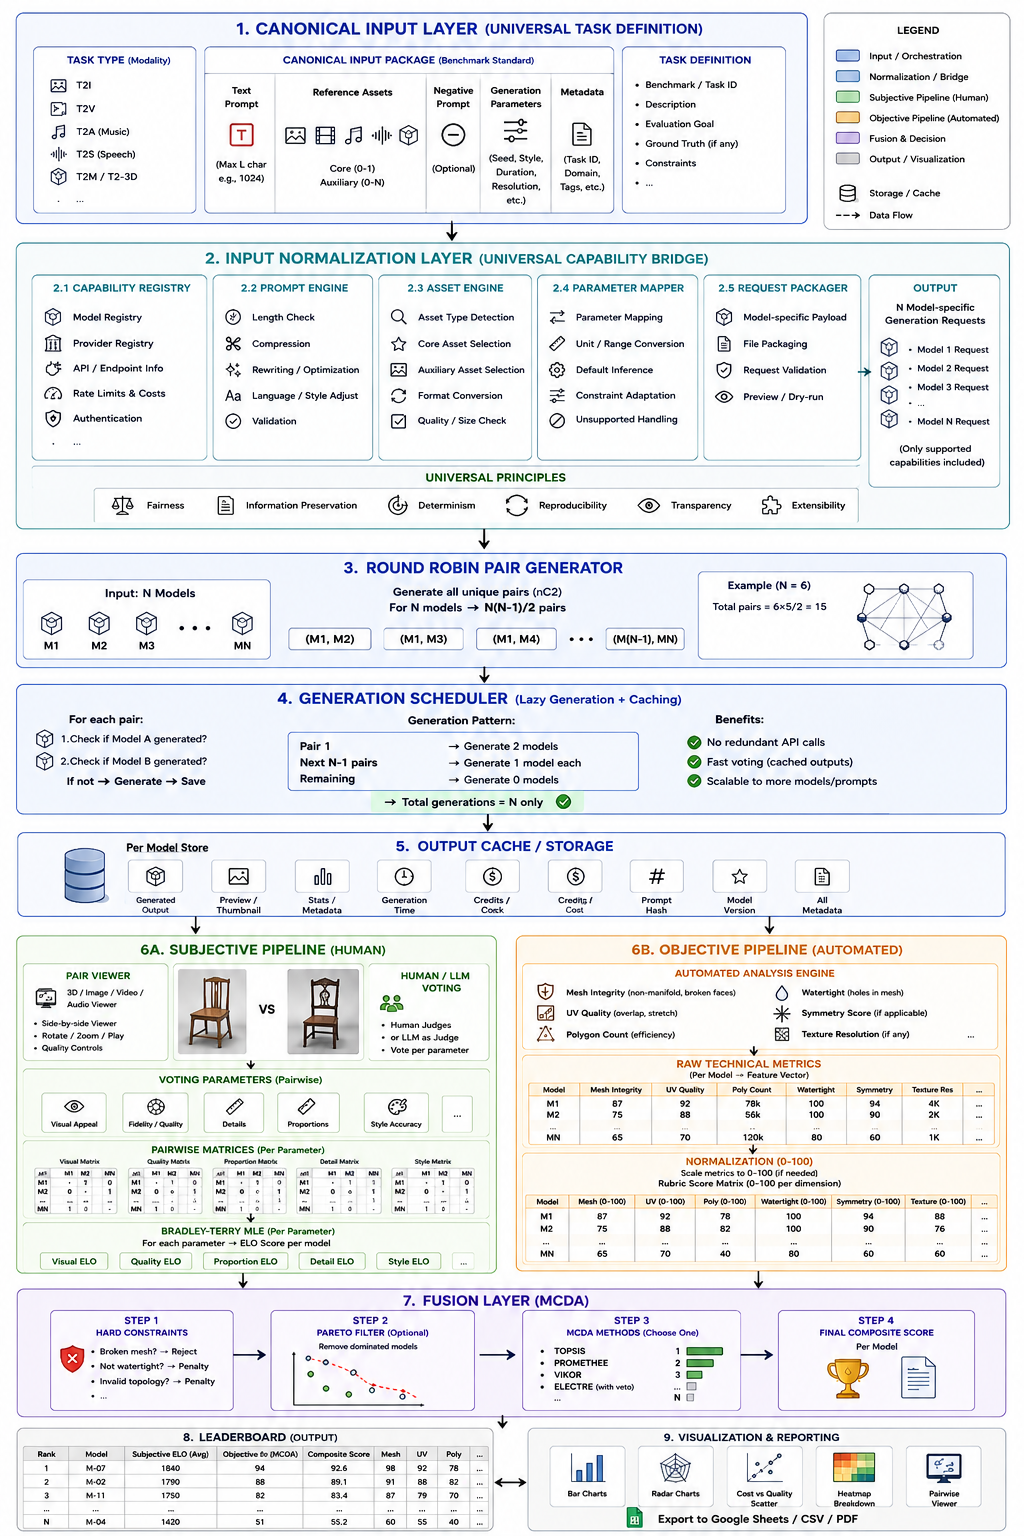 1. CANONICAL INPUT LAYER (UNIVERSAL TASK DEFINITION)
TASK TYPE (Modality)
T2I
T2V
T2A (Music)
T2S (Speech)
T2M / T2-3D
. ...
CANONICAL INPUT PACKAGE (Benchmark Standard)
Text
Prompt
T
(Max L char
e.g., 1024)
Reference Assets
Core (0-1)
Auxiliary (0-N)
Negative
Prompt
(Optional)
Generation
Parameters
(Seed, Style,
Duration,
Resolution,
etc.)
Metadata
(Task ID,
Domain,
Tags, etc.)
TASK DEFINITION
• Benchmark / Task ID
• Description
• Evaluation Goal
• Ground Truth (if any)
• Constraints
• ...
LEGEND
Input / Orchestration
Normalization / Bridge
Subjective Pipeline (Human)
Objective Pipeline (Automated)
Fusion & Decision
Output / Visualization
Storage / Cache
Data Flow
2. INPUT NORMALIZATION LAYER (UNIVERSAL CAPABILITY BRIDGE)
2.1 CAPABILITY REGISTRY
Model Registry
Provider Registry
API / Endpoint Info
Rate Limits & Costs
Authentication
. ...
2.2 PROMPT ENGINE
Length Check
Compression
Rewriting / Optimization
Aa Language / Style Adjust
Validation
2.3 ASSET ENGINE
Asset Type Detection
Core Asset Selection
Auxiliary Asset Selection
Format Conversion
Quality / Size Check
2.4 PARAMETER MAPPER
Parameter Mapping
Unit / Range Conversion
Default Inference
Constraint Adaptation
Unsupported Handling
2.5 REQUEST PACKAGER
Model-specific Payload
File Packaging
Request Validation
Preview / Dry-run
OUTPUT
N Model-specific
Generation Requests
• Model 1 Request
• Model 2 Request
• Model 3 Request
• ...
• Model N Request
(Only supported
capabilities included)
UNIVERSAL PRINCIPLES
Fairness
Information Preservation
Determinism
Reproducibility
Transparency
Extensibility
3. ROUND ROBIN PAIR GENERATOR
Input: N Models
M1 M2 M3 • • • MN
Generate all unique pairs (nC2)
For N models → N(N-1)/2 pairs
(M1, M2) (M1, M3) (M1, M4) • • • (M(N-1), MN)
Example (N = 6)
Total pairs = 6×5/2 = 15
4. GENERATION SCHEDULER (Lazy Generation + Caching)
For each pair:
1.Check if Model A generated?
2.Check if Model B generated?
If not → Generate → Save
Generation Pattern:
Pair 1 → Generate 2 models
Next N-1 pairs → Generate 1 model each
Remaining → Generate 0 models
→ Total generations = N only
Benefits:
No redundant API calls
Fast voting (cached outputs)
Scalable to more models/prompts
5. OUTPUT CACHE / STORAGE
Per Model Store
Generated
Output
Preview /
Thumbnail
Stats /
Metadata
Generation
Time
Credits /
Credits /
Cost
#
Prompt
Hash
Model
Version
All
Metadata
6A. SUBJECTIVE PIPELINE (HUMAN)
PAIR VIEWER
3D / Image / Video /
Audio Viewer
• Side-by-side Viewer
• Rotate / Zoom / Play
• Quality Controls
VS
HUMAN / LLM
VOTING
• Human Judges
• or LLM as Judge
• Vote per parameter
VOTING PARAMETERS (Pairwise)
Visual Appeal
Fidelity / Quality
Details
Proportions
Style Accuracy
...
PAIRWISE MATRICES (Per Parameter)
Visual Matrix
Quality Matrix
Proportion Matrix
Detail Matrix
Style Matrix
M1 M2 MN
M1
M2
MN
BRADLEY-TERRY MLE (Per Parameter)
For each parameter → ELO Score per model
Visual ELO
Quality ELO
Proportion ELO
Detail ELO
Style ELO
...
6B. OBJECTIVE PIPELINE (AUTOMATED)
AUTOMATED ANALYSIS ENGINE
Mesh Integrity (non-manifold, broken faces)
UV Quality (overlap, stretch)
Polygon Count (efficiency)
Watertight (holes in mesh)
Symmetry Score (if applicable)
Texture Resolution (if any)
...
RAW TECHNICAL METRICS
(Per Model → Feature Vector)
Model Mesh Integrity UV Quality Poly Count Watertight Symmetry Texture Res ...
M1 87 92 78k 100 94 4K ...
M2 75 88 56k 100 90 2K ...
... ... ... ... ... ... ...
MN 65 70 120k 80 60 1K ...
NORMALIZATION (0-100)
Scale metrics to 0-100 (if needed)
Rubric Score Matrix (0-100 per dimension)
Model Mesh (0-100) UV (0-100) Poly (0-100) Watertight (0-100) Symmetry (0-100) Texture (0-100) ...
M1 87 92 78 100 94 88 ...
M2 75 88 82 100 90 76 ...
... ... ... ... ... ... ... ...
MN 65 70 40 80 60 60 ...
7. FUSION LAYER (MCDA)
STEP 1
HARD CONSTRAINTS
• Broken mesh? → Reject
• Not watertight? → Penalty
• Invalid topology? → Penalty
• ...
STEP 2
PARETO FILTER (Optional)
Remove dominated models
STEP 3
MCDA METHODS (Choose One)
• TOPSIS
• PROMETHEE
• VIKOR
• ELECTRE (with veto)
...
1
2
3
...
N
STEP 4
FINAL COMPOSITE SCORE
Per Model
8. LEADERBOARD (OUTPUT)
Rank Model Subjective ELO (Avg) Objective (MCOA) Composite Score Mesh UV Poly ...
1 M-07 1840 94 92.6 98 92 78 ...
2 M-02 1790 88 89.1 91 88 82 ...
3 M-11 1750 82 83.4 87 79 70 ...
... ... ... ... ... ... ... ... ...
N M-04 1420 51 55.2 60 55 40 ...
9. VISUALIZATION & REPORTING
Bar Charts
Radar Charts
Cost vs Quality
Scatter
Heatmap
Breakdown
Pairwise
Viewer
Export to Google Sheets / CSV / PDF